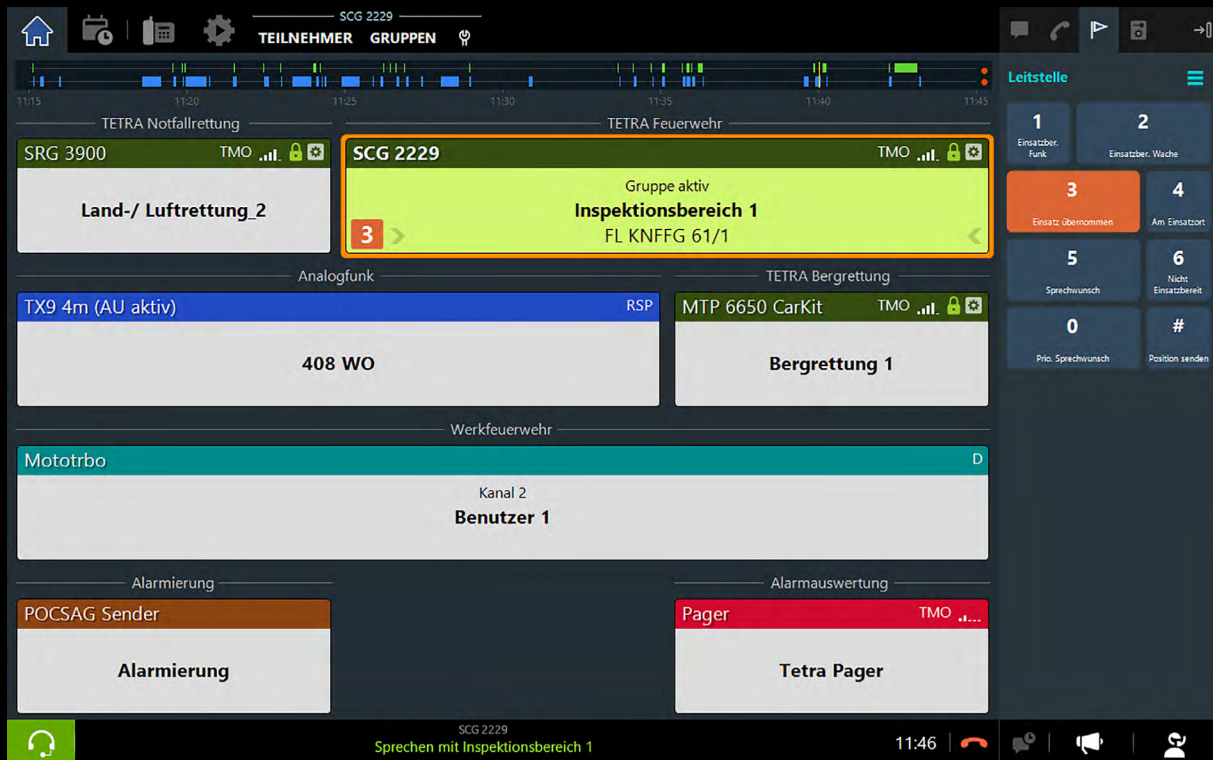 SCG 2229
TEILNEHMER GRUPPEN
11:15 11:20 11:25 11:30 11:35 11:40 11:45
TETRA Notfallrettung
SRG 3900 TMO
Land-/ Luftrettung_2
TETRA Feuerwehr
SCG 2229 TMO
Gruppe aktiv
Inspektionsbereich 1
3 FL KNFFG 61/1
Analogfunk
TX9 4m (AU aktiv) RSP
408 WO
TETRA Bergrettung
MTP 6650 CarKit TMO
Bergrettung 1
Werkfeuerwehr
Mototrbo D
Kanal 2
Benutzer 1
Alarmierung
POCSAG Sender
Alarmierung
Alarmauswertung
Pager TMO
Tetra Pager
Leitstelle
1
Einsatzber.
Funk
2
Einsatzber. Wache
3
Einsatz übernommen
4
Am Einsatzort
5
Sprechwunsch
6
Nicht
Einsatzbereit
0
Prio. Sprechwunsch
#
Position senden
SCG 2229
Sprechen mit Inspektionsbereich 1
11:46